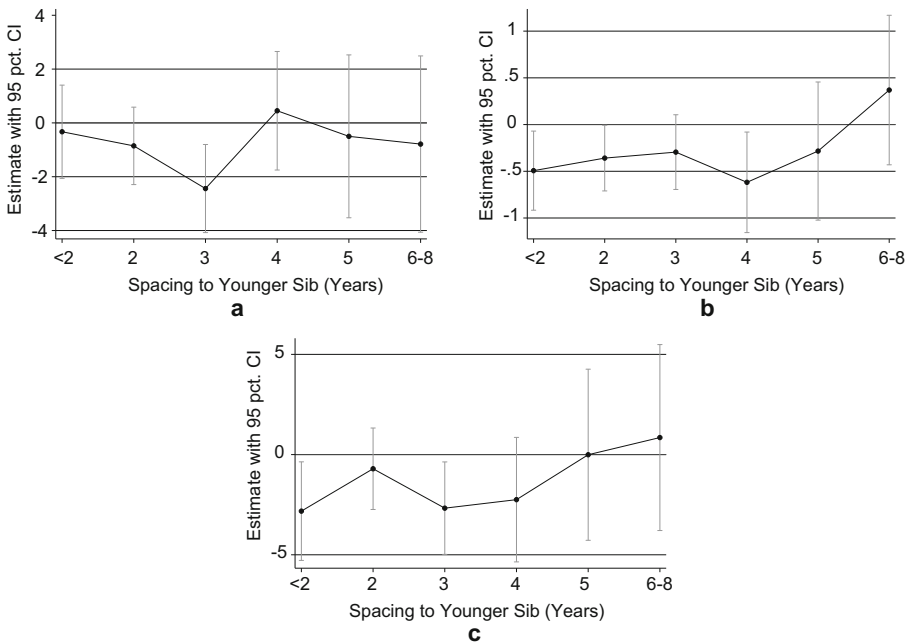 Estimate with 95 pct. CI
4
2
0
-2
-4
<2 2 3 4 5 6-8
Spacing to Younger Sib (Years)
a
Estimate with 95 pct. CI
1
.5
0
-.5
-1
<2 2 3 4 5 6-8
Spacing to Younger Sib (Years)
b
Estimate with 95 pct. CI
5
0
-5
<2 2 3 4 5 6-8
Spacing to Younger Sib (Years)
c